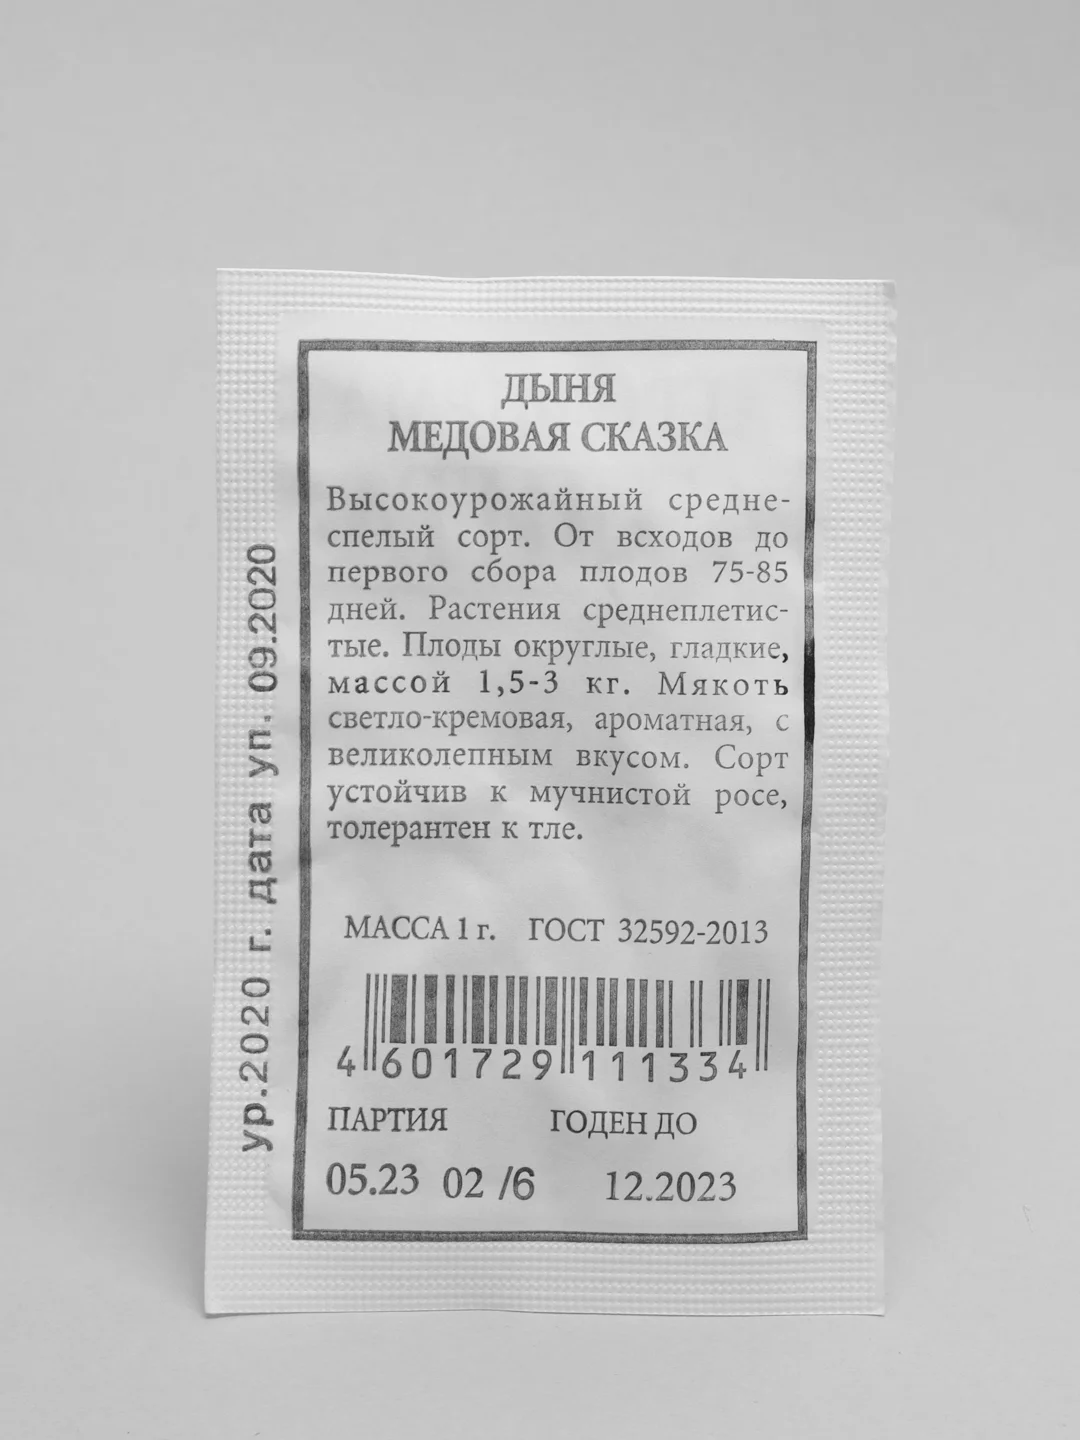 ДЫНЯ
МЕДОВАЯ СКАЗКА
Высокоурожайный средне-
спелый сорт. От всходов до
первого сбора плодов 75-85
дней. Растения среднеплетис-
тые. Плоды округлые, гладкие,
массой 1,5-3 кг. Мякоть
светло-кремовая, ароматная, с
великолепным вкусом. Сорт
устойчив к мучнистой росе,
толерантен к тле.
МАССА 1 г. ГОСТ 32592-2013
4 601729 111334
ПАРТИЯ ГОДЕН ДО
05.23 02 /6 12.2023
ур.2020 г. дата уп. 09.2020